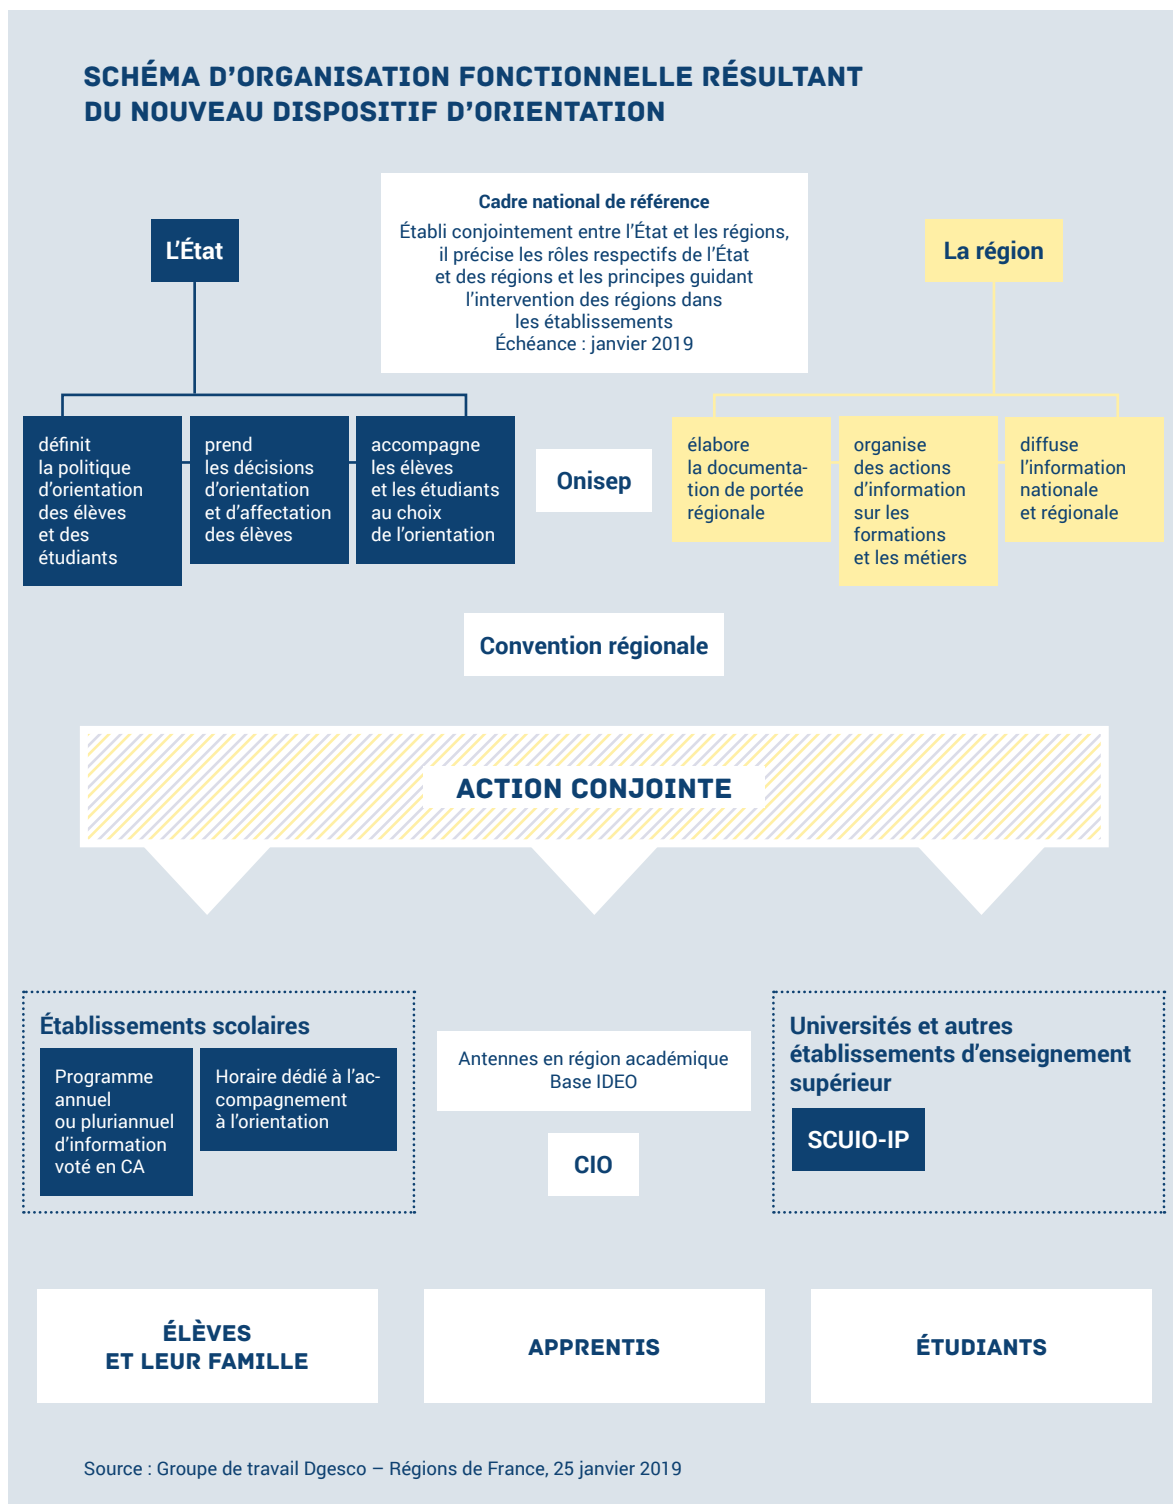 SCHÉMA D'ORGANISATION FONCTIONNELLE RÉSULTANT
DU NOUVEAU DISPOSITIF D'ORIENTATION
Cadre national de référence
Établi conjointement entre l'État et les régions,
il précise les rôles respectifs de l'État
et des régions et les principes guidant
l'intervention des régions dans
les établissements
Échéance : janvier 2019
L'État
La région
définit
la politique
d'orientation
des élèves
et des
étudiants
prend
les décisions
d'orientation
et d'affectation
des élèves
accompagne
les élèves
et les étudiants
au choix
de l'orientation
Onisep
élabore
la documenta-
tion de portée
régionale
organise
des actions
d'information
sur les
formations
et les métiers
diffuse
l'information
nationale
et régionale
Convention régionale
ACTION CONJOINTE
Établissements scolaires
Programme
annuel
ou pluriannuel
d'information
voté en CA
Horaire dédié à l'ac-
compagnement
à l'orientation
Antennes en région académique
Base IDEO
CIO
Universités et autres
établissements d'enseignement
supérieur
SCUIO-IP
ÉLÈVES
ET LEUR FAMILLE
APPRENTIS
ÉTUDIANTS
Source : Groupe de travail Dgesco – Régions de France, 25 janvier 2019